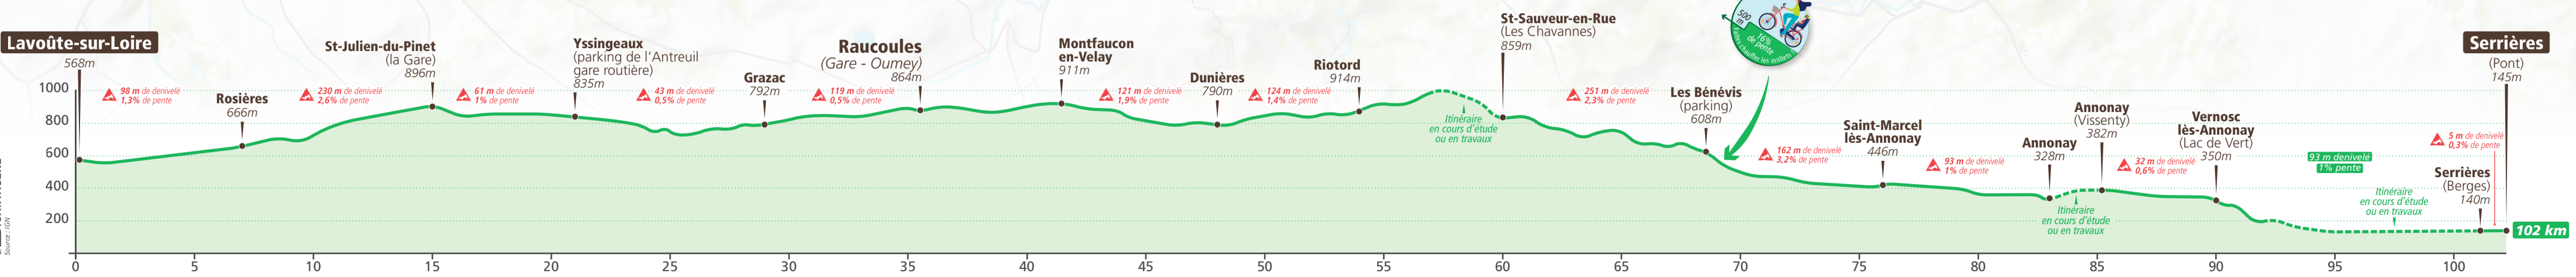 Lavoûte-sur-Loire
568m
98 m de denivelé
1,3% de pente
Rosières
666m
230 m de denivelé
2,6% de pente
St-Julien-du-Pinet
(la Gare)
896m
61 m de denivelé
1% de pente
Yssingeaux
(parking de l'Antreuil
gare routière)
835m
43 m de denivelé
0,5% de pente
Grazac
792m
119 m de denivelé
0,5% de pente
Raucoules
(Gare - Oumey)
864m
Montfaucon
en-Velay
911m
121 m de denivelé
1,9% de pente
Dunières
790m
124 m de denivelé
1,4% de pente
Riotord
914m
Itinéraire
en cours d'étude
ou en travaux
St-Sauveur-en-Rue
(Les Chavannes)
859m
251 m de denivelé
2,3% de pente
Les Bénévis
(parking)
608m
500
m
16%
de pente
faites chauffer les mollets
162 m de denivelé
3,2% de pente
Saint-Marcel
lès-Annonay
446m
93 m de denivelé
1% de pente
Annonay
328m
Itinéraire
en cours d'étude
ou en travaux
Annonay
(Vissenty)
382m
32 m de denivelé
0,6% de pente
Vernosc
lès-Annonay
(Lac de Vert)
350m
93 m denivelé
1% pente
Itinéraire
en cours d'étude
ou en travaux
5 m de denivelé
0,3% de pente
Serrières
(Berges)
140m
Serrières
(Pont)
145m
102 km
1000
800
600
400
200
0 5 10 15 20 25 30 35 40 45 50 55 60 65 70 75 80 85 90 95 100
Source : IGN